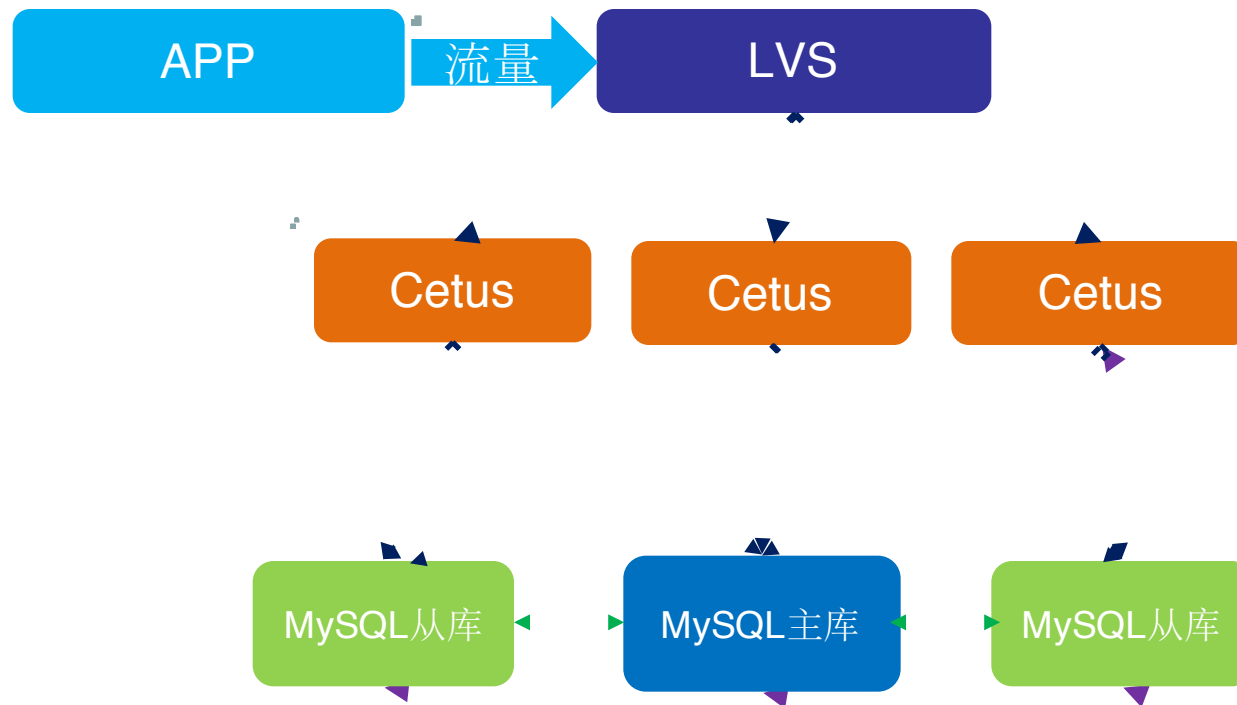 APP
流量
LVS
Cetus
Cetus
Cetus
MySQL从库
MySQL主库
MySQL从库